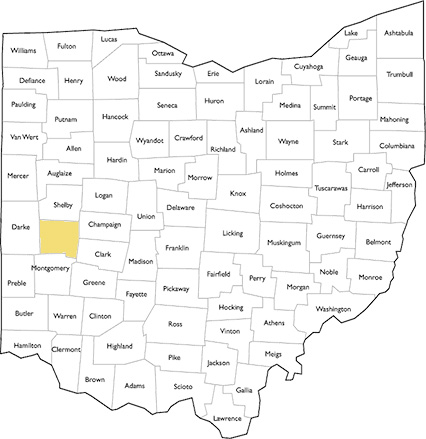 Williams
Fulton
Lucas
Ottawa
Lake
Ashtabula
Geauga
Cuyahoga
Defiance
Henry
Wood
Sandusky
Erie
Lorain
Trumbull
Paulding
Putnam
Hancock
Seneca
Huron
Medina
Summit
Portage
Mahoning
Van Wert
Allen
Wyandot
Crawford
Richland
Ashland
Wayne
Stark
Columbiana
Mercer
Auglaize
Hardin
Marion
Morrow
Holmes
Carroll
Jefferson
Tuscarawas
Harrison
Shelby
Logan
Union
Delaware
Knox
Coshocton
Darke
Champaign
Licking
Muskingum
Guernsey
Belmont
Franklin
Clark
Madison
Montgomery
Fairfield
Perry
Noble
Monroe
Preble
Greene
Fayette
Pickaway
Morgan
Washington
Hocking
Butler
Warren
Clinton
Ross
Vinton
Athens
Hamilton
Clermont
Highland
Pike
Jackson
Meigs
Brown
Adams
Scioto
Gallia
Lawrence